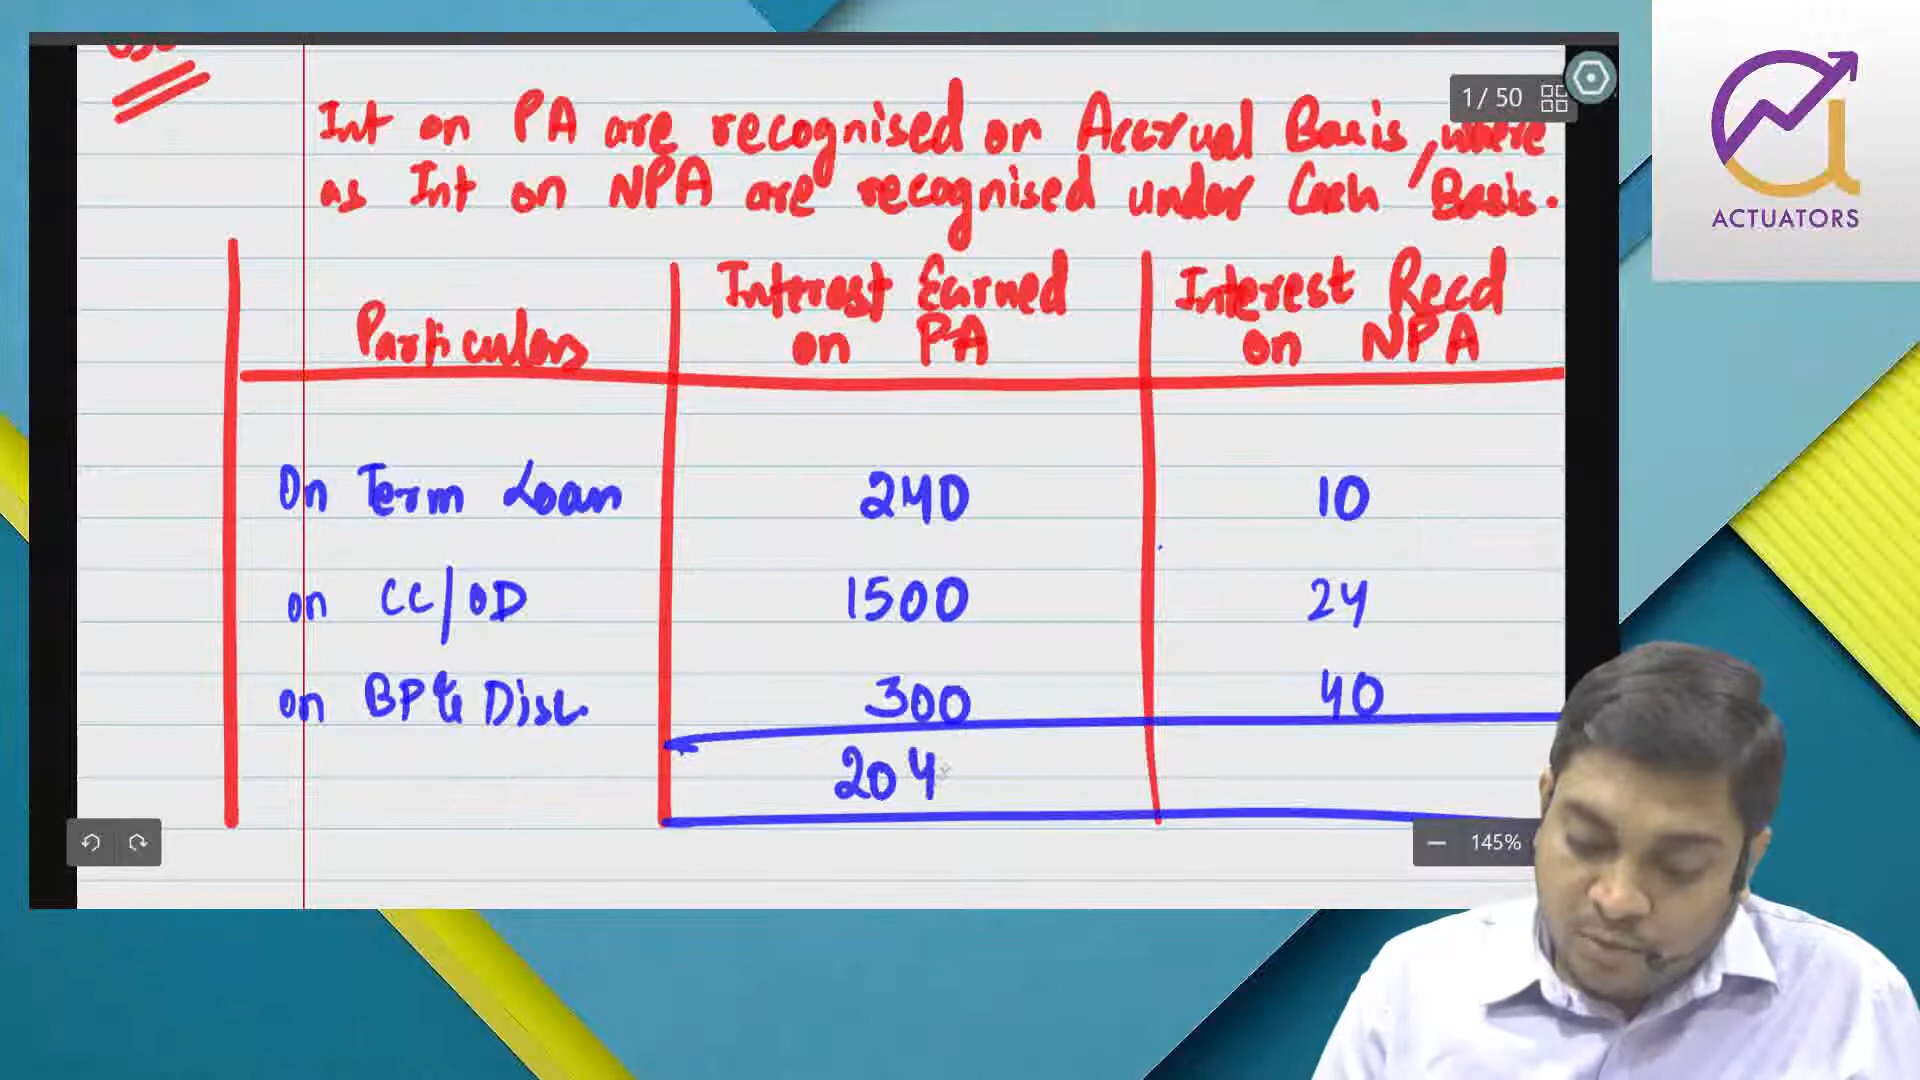 Int on PA are recognised on Accrual Basis, where
as Int on NPA are recognised under Cash Basis.
Particulars
Interest Earned
on PA
Interest Recd
on NPA
On Term Loan 240 10
on CC/OD 1500 24
on BP & Disc. 300 40
204
1 / 50
145%
ACTUATORS